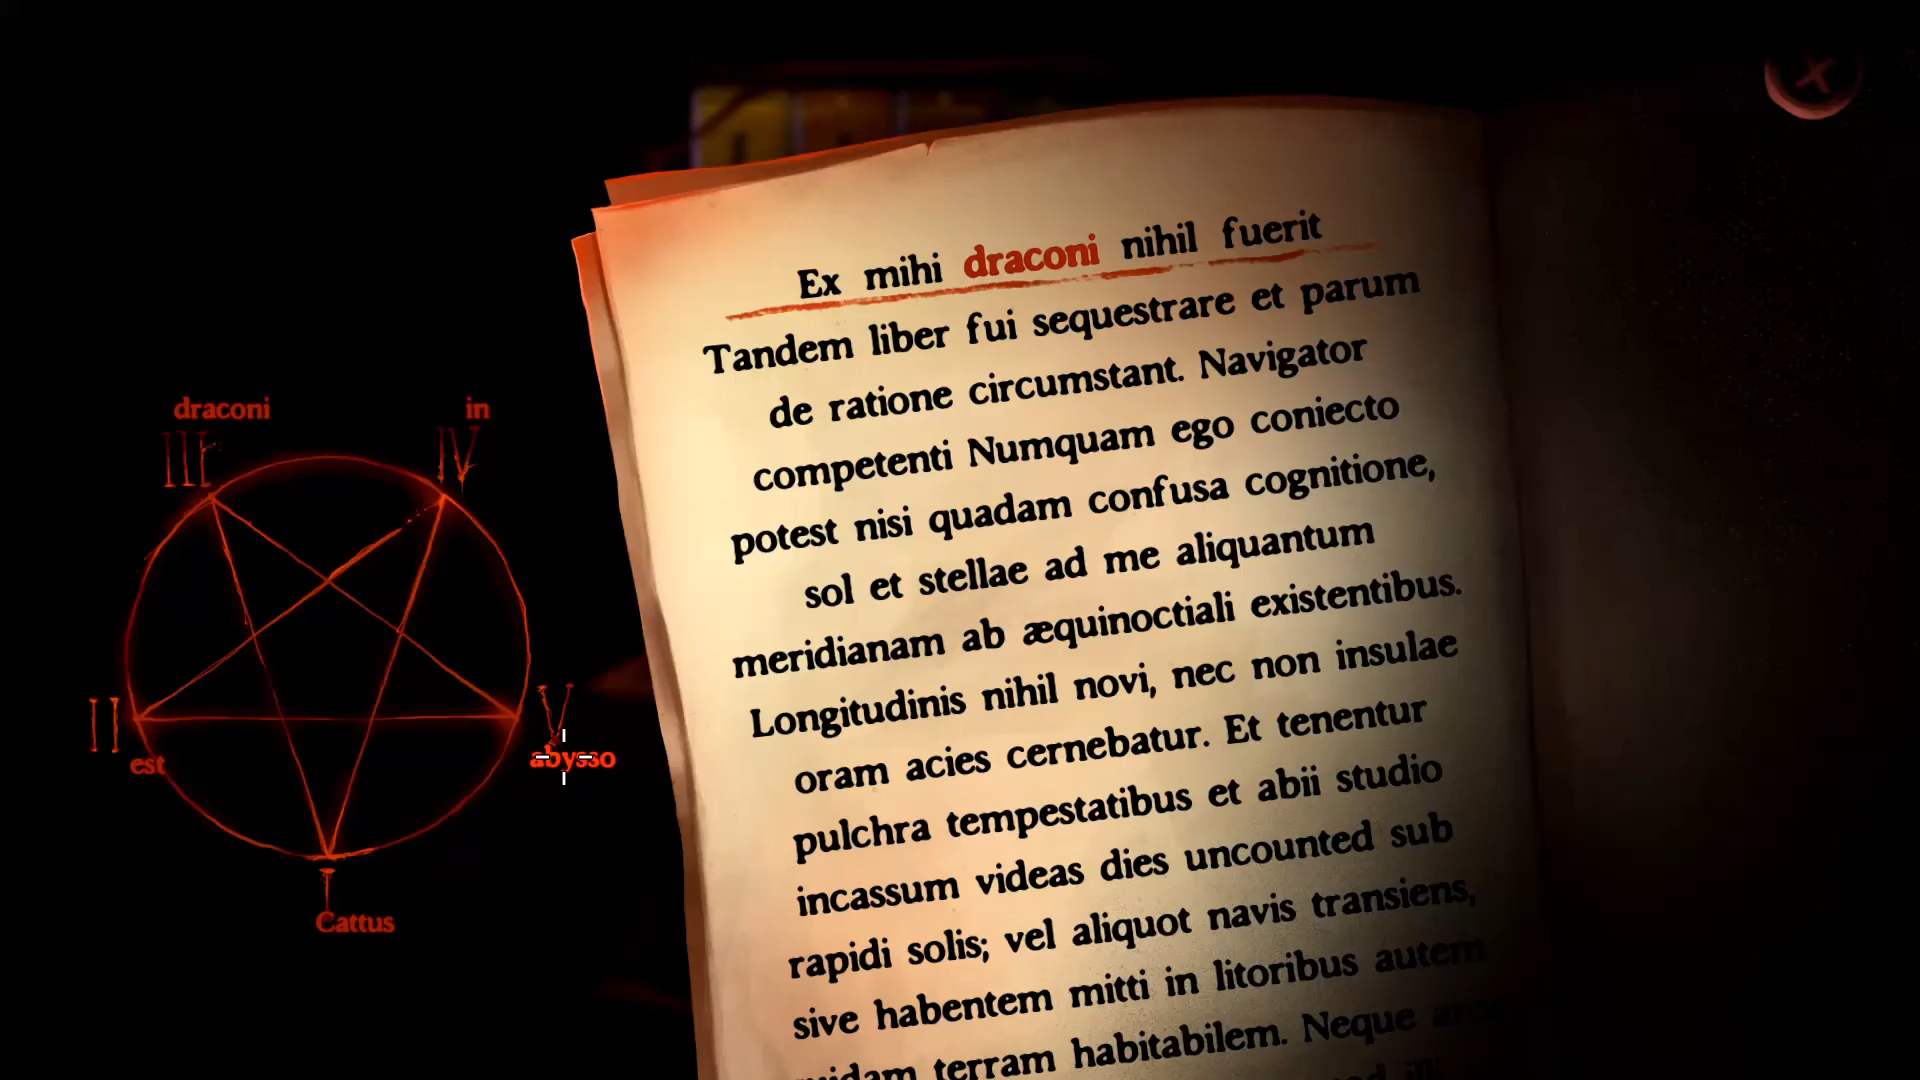 draconi
in
III
IV
II
V
est
abysso
I
Cattus
Ex mihi draconi nihil fuerit
Tandem liber fui sequestrare et parum
de ratione circumstant. Navigator
competenti Numquam ego coniecto
potest nisi quadam confusa cognitione,
sol et stellae ad me aliquantum
meridianam ab æquinoctiali existentibus.
Longitudinis nihil novi, nec non insulae
oram acies cernebatur. Et tenentur
pulchra tempestatibus et abii studio
incassum videas dies uncounted sub
rapidi solis; vel aliquot navis transiens,
sive habentem mitti in litoribus autem
terram habitabilem. Neque